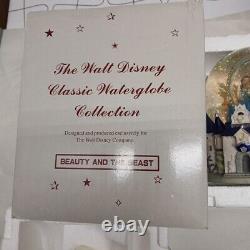 The Walt Disney
Classic Waterglobe
Collection
Designed and produced exclusively for
The Walt Disney Company.
BEAUTY AND THE BEAST